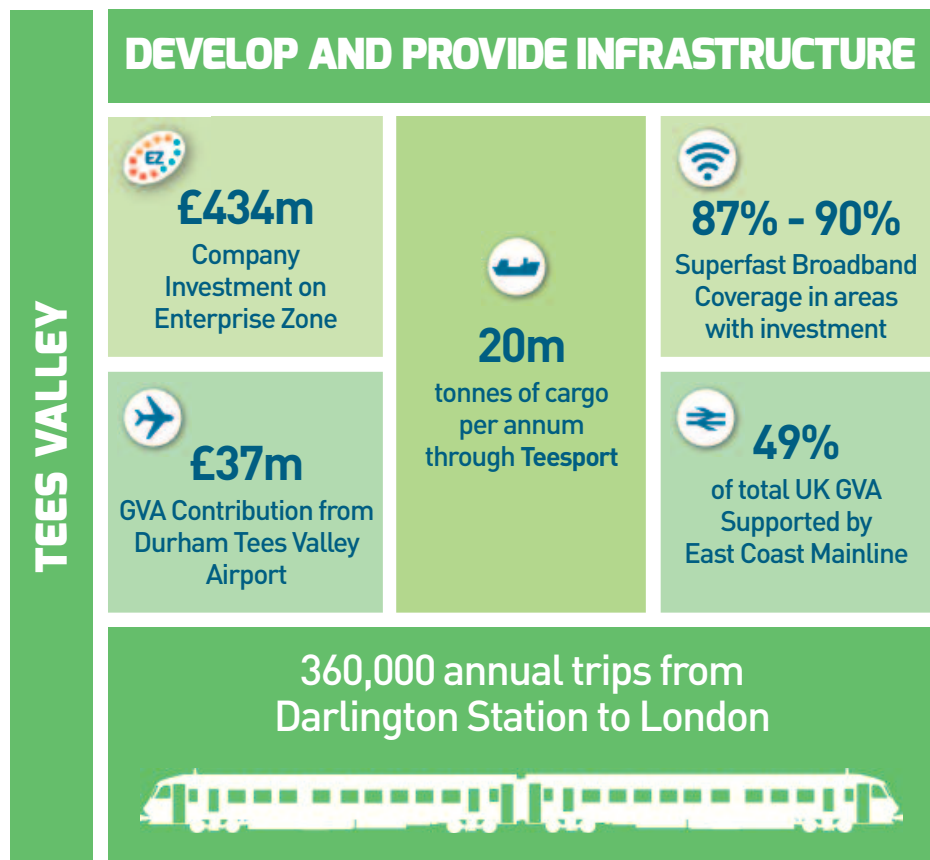 TEES VALLEY
DEVELOP AND PROVIDE INFRASTRUCTURE
EZ
£434m
Company
Investment on
Enterprise Zone
£37m
GVA Contribution from
Durham Tees Valley
Airport
20m
tonnes of cargo
per annum
through Teesport
87% - 90%
Superfast Broadband
Coverage in areas
with investment
49%
of total UK GVA
Supported by
East Coast Mainline
360,000 annual trips from
Darlington Station to London